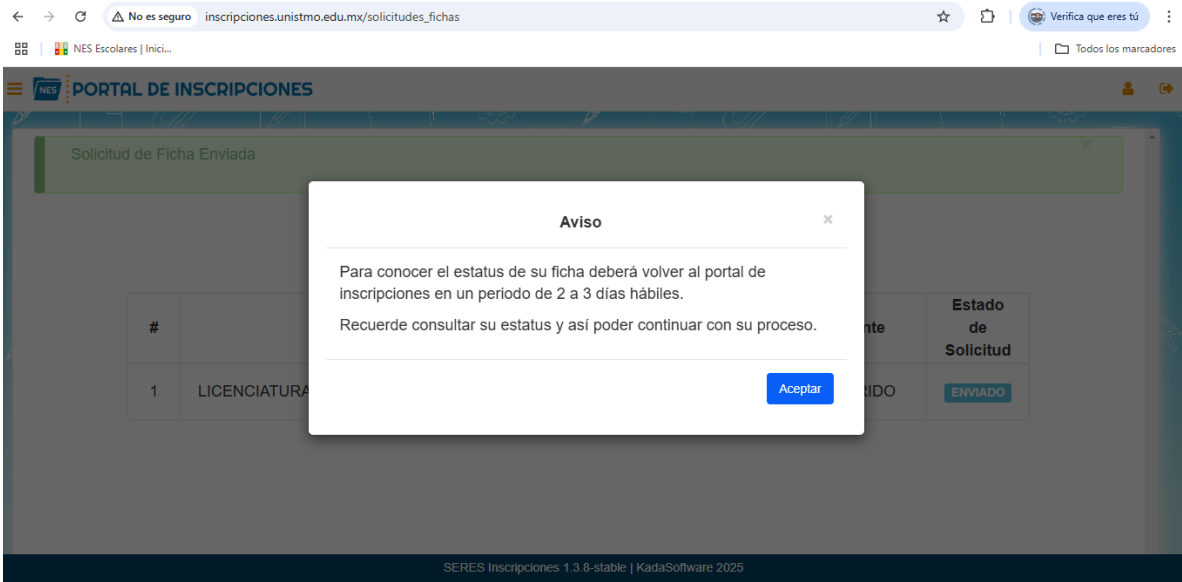 No es seguro inscripciones.unistmo.edu.mx/solicitudes_fichas Verifica que eres tú
NES Escolares | Inici... Todos los marcadores
NES PORTAL DE INSCRIPCIONES
Solicitud de Ficha Enviada
Aviso
Para conocer el estatus de su ficha deberá volver al portal de
inscripciones en un periodo de 2 a 3 días hábiles.
Recuerde consultar su estatus y así poder continuar con su proceso.
Aceptar
# nte Estado
de
Solicitud
1 LICENCIATURA RIDO ENVIADO
SERES Inscripciones 1.3.8-stable | KadaSoftware 2025